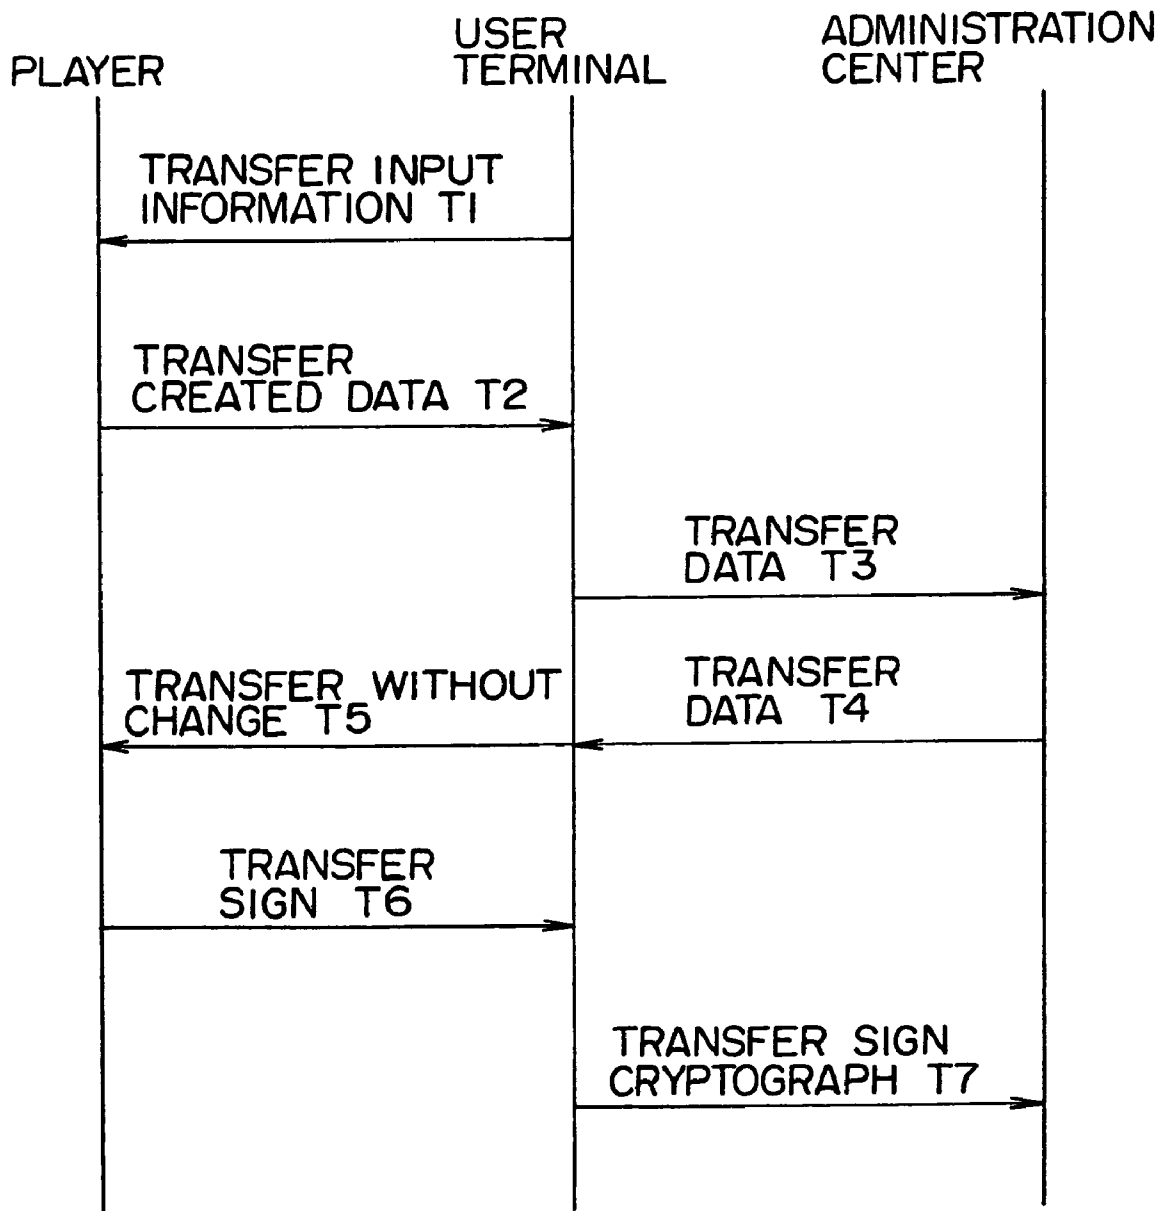 PLAYER
USER
TERMINAL
ADMINISTRATION
CENTER
TRANSFER INPUT
INFORMATION T1
TRANSFER
CREATED DATA T2
TRANSFER
DATA T3
TRANSFER WITHOUT
CHANGE T5
TRANSFER
DATA T4
TRANSFER
SIGN T6
TRANSFER SIGN
CRYPTOGRAPH T7